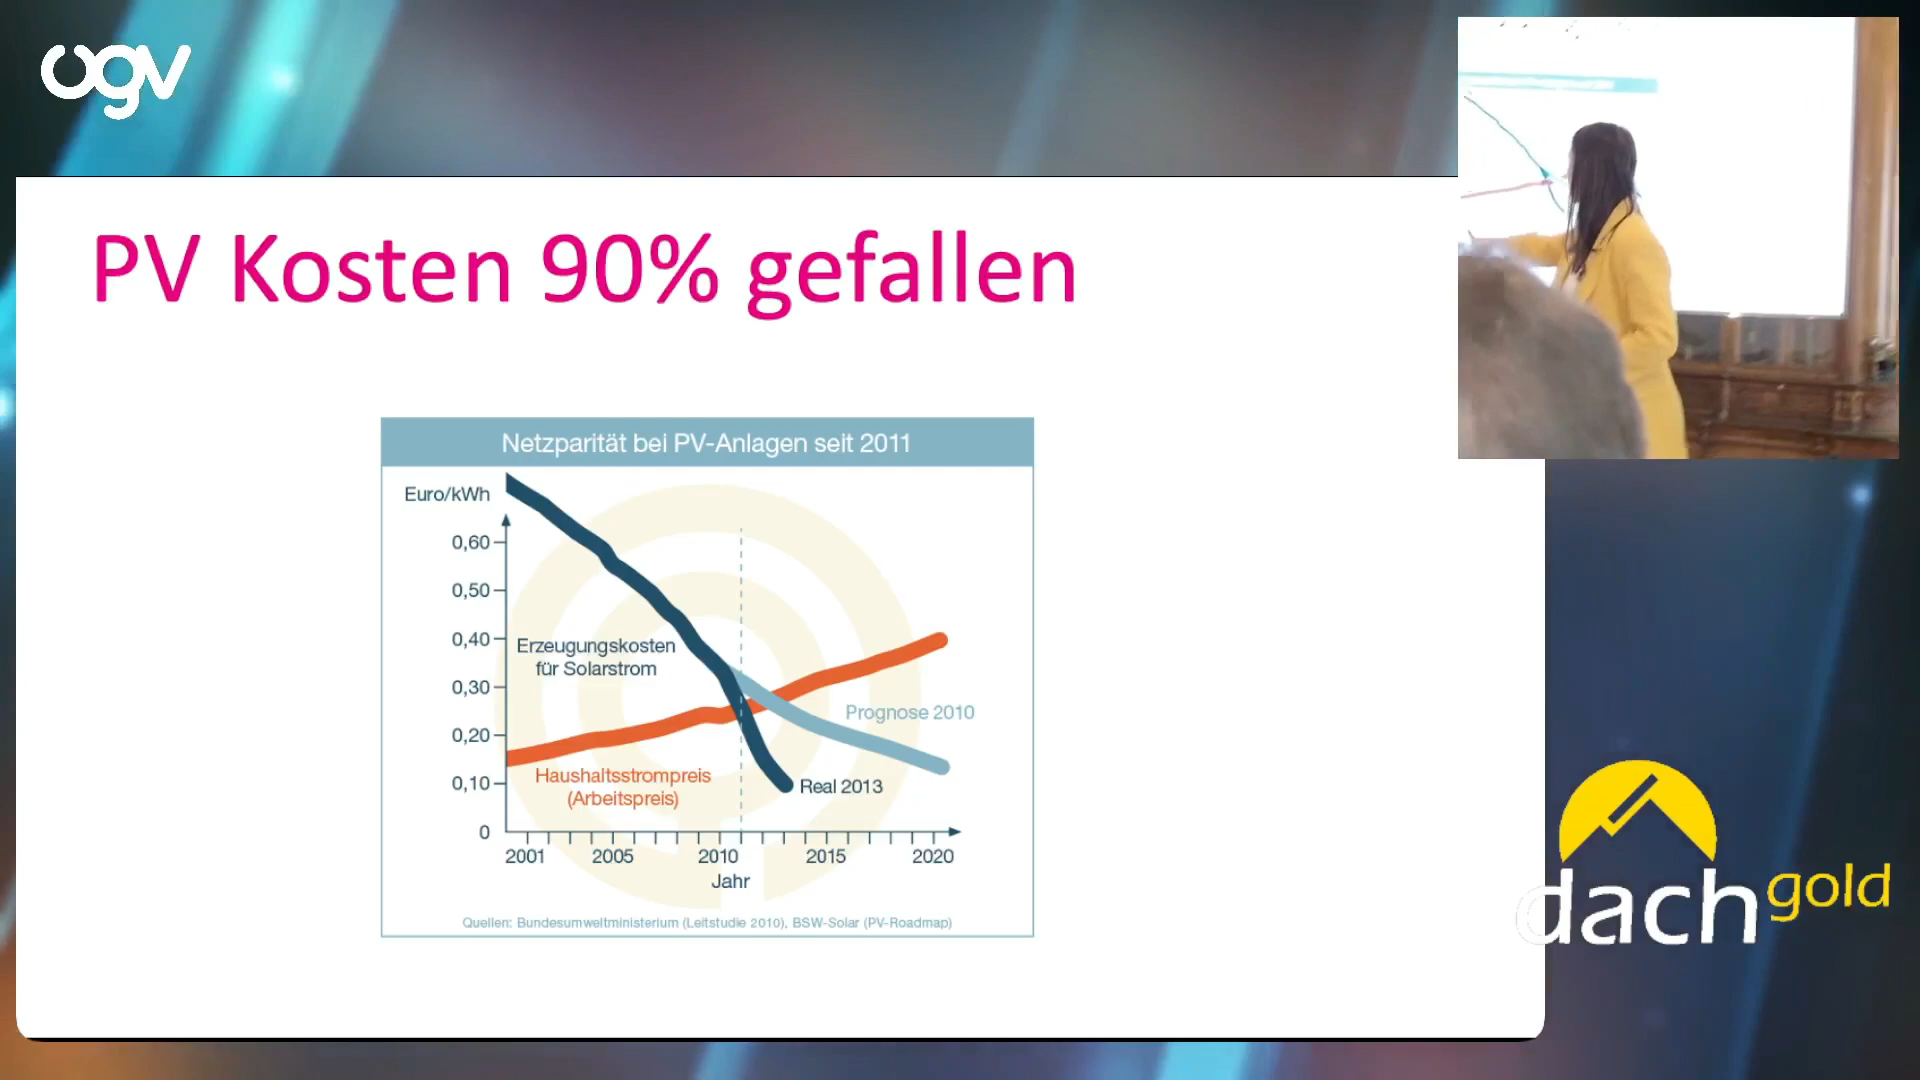 ögv
PV Kosten 90% gefallen
Netzparität bei PV-Anlagen seit 2011
Euro/kWh
0,60
0,50
0,40
0,30
0,20
0,10
0
Erzeugungskosten
für Solarstrom
Prognose 2010
Haushaltsstrompreis
(Arbeitspreis)
Real 2013
2001 2005 2010 2015 2020
Jahr
Quellen: Bundesumweltministerium (Leitstudie 2010), BSW-Solar (PV-Roadmap)
dachgold